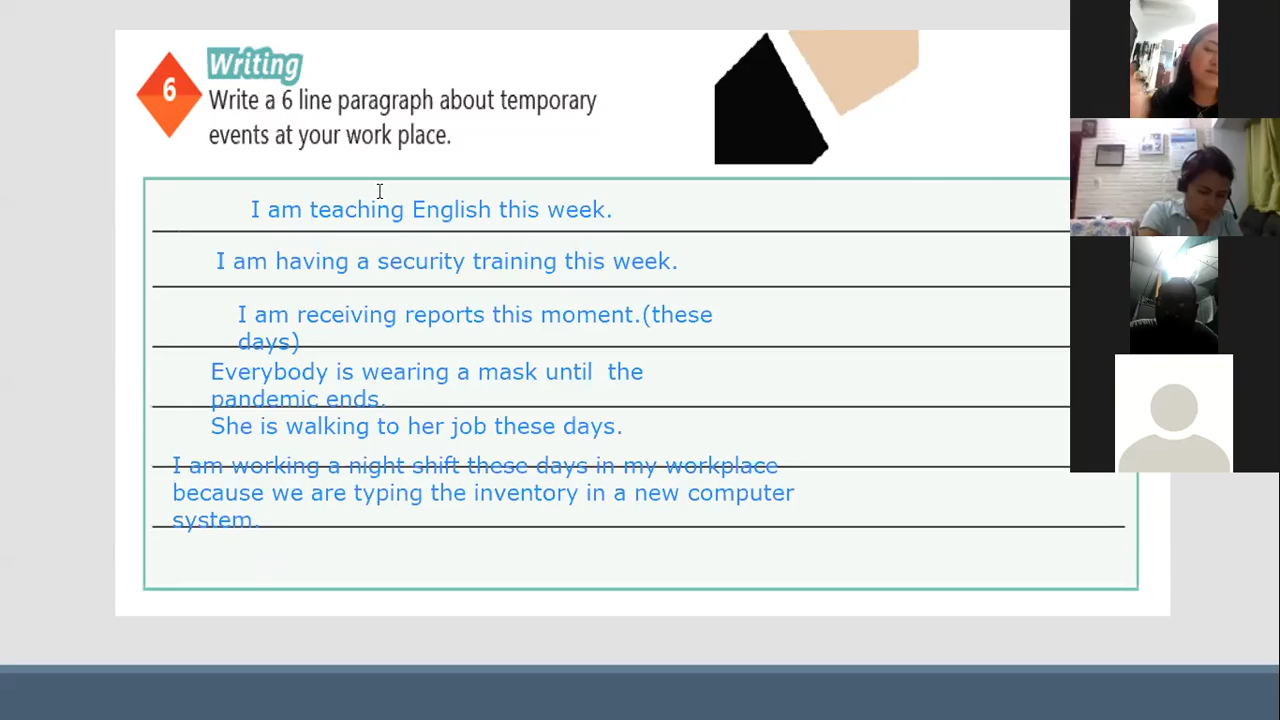 Writing
6
Write a 6 line paragraph about temporary
events at your work place.
I am teaching English this week.
I am having a security training this week.
I am receiving reports this moment.(these
days)
Everybody is wearing a mask until  the
pandemic ends.
She is walking to her job these days.
I am working a night shift these days in my workplace
because we are typing the inventory in a new computer
system.